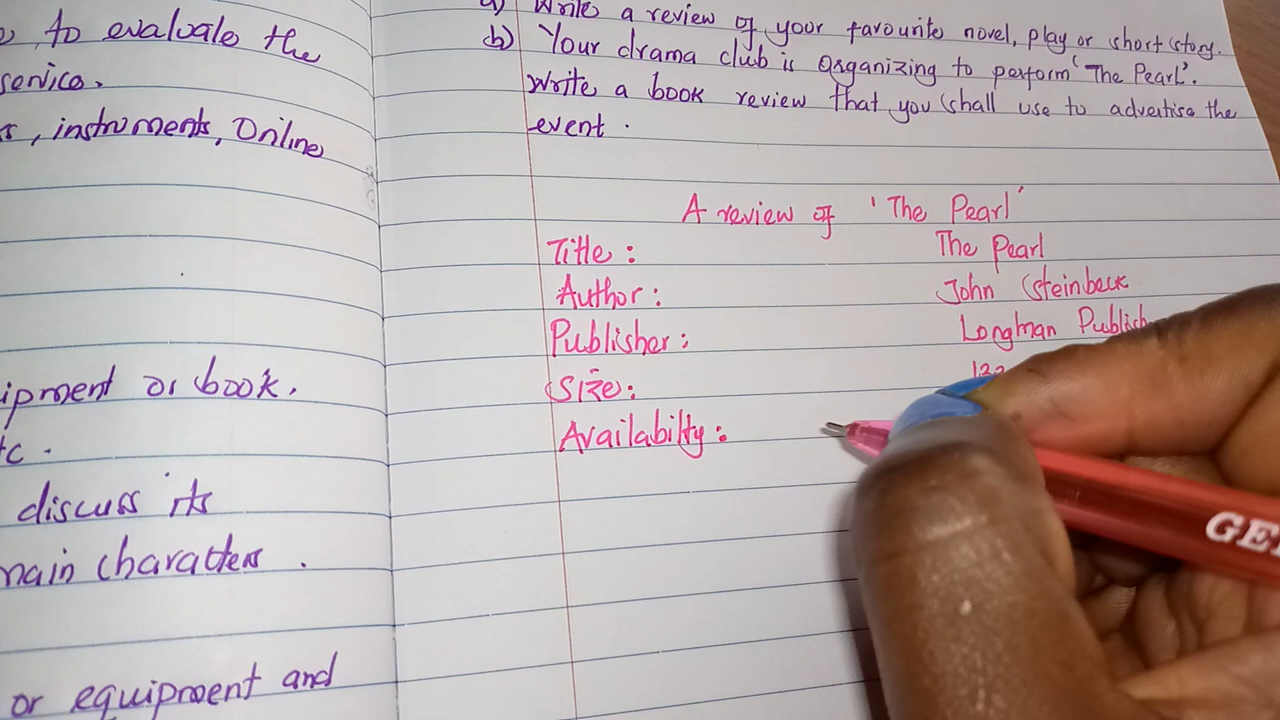 to evaluate the
service.
, instruments, Online
ipment or book.
tc.
discuss its
main characters.
or equipment and
a) Write a review of your favourite novel, play or short story.
b) Your drama club is organizing to perform 'The Pearl'.
Write a book review that you shall use to advertise the
event.
A review of 'The Pearl'
Title: The Pearl
Author: John Steinbeck
Publisher: Longman Publish
Size:
Availabilty:
GE